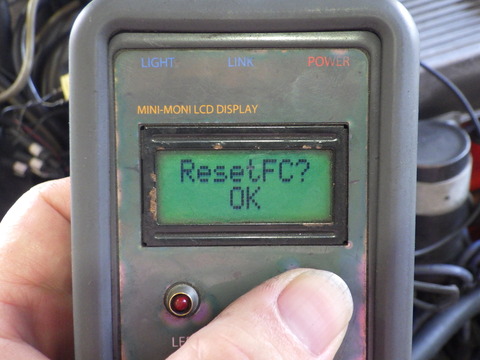 LIGHT LINK POWER
MINI-MONI LCD DISPLAY
ResetFC?
OK